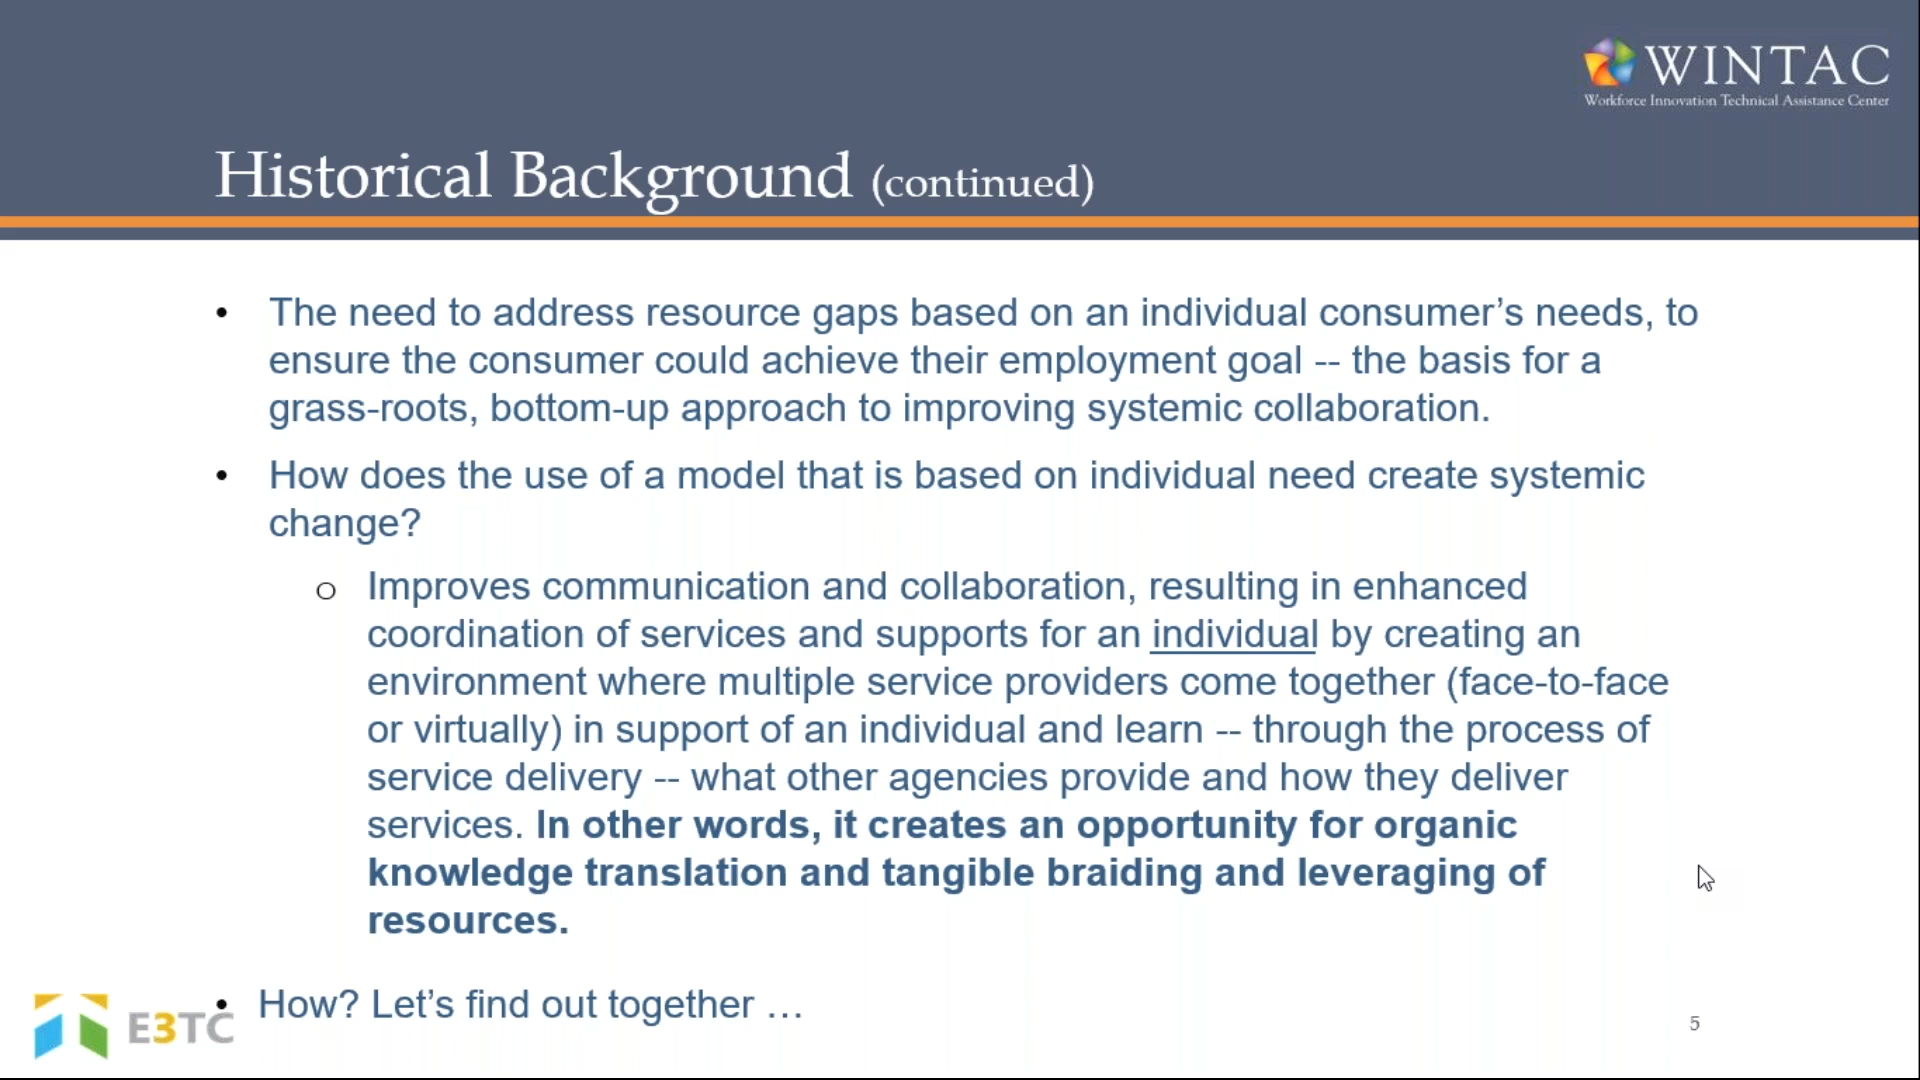 WINTAC
Workforce Innovation Technical Assistance Center
Historical Background (continued)
• The need to address resource gaps based on an individual consumer’s needs, to
ensure the consumer could achieve their employment goal -- the basis for a
grass-roots, bottom-up approach to improving systemic collaboration.
• How does the use of a model that is based on individual need create systemic
change?
o Improves communication and collaboration, resulting in enhanced
coordination of services and supports for an individual by creating an
environment where multiple service providers come together (face-to-face
or virtually) in support of an individual and learn -- through the process of
service delivery -- what other agencies provide and how they deliver
services. In other words, it creates an opportunity for organic
knowledge translation and tangible braiding and leveraging of
resources.
• How? Let’s find out together …
E3TC
5